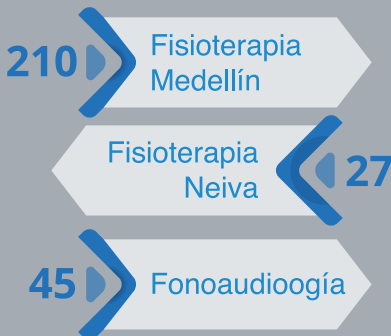 210
Fisioterapia
Medellín
Fisioterapia
Neiva
27
45
Fonoaudioogía